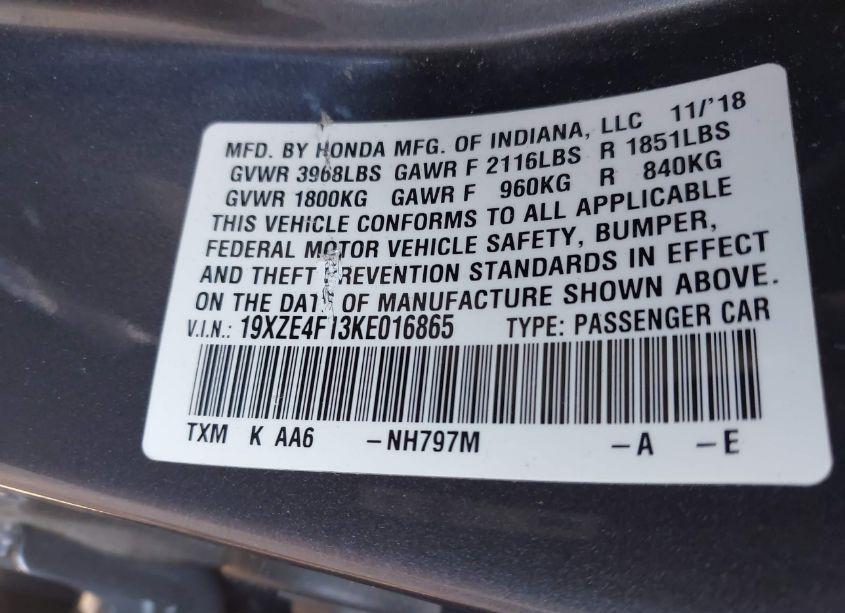 MFD. BY HONDA MFG. OF INDIANA, LLC 11/'18
GVWR 3968LBS GAWR F 2116LBS R 1851LBS
GVWR 1800KG GAWR F 960KG R 840KG
THIS VEHICLE CONFORMS TO ALL APPLICABLE
FEDERAL MOTOR VEHICLE SAFETY, BUMPER,
AND THEFT PREVENTION STANDARDS IN EFFECT
ON THE DATE OF MANUFACTURE SHOWN ABOVE.
V.I.N.: 19XZE4F13KE016865 TYPE: PASSENGER CAR
TXM K AA6 -NH797M -A -E